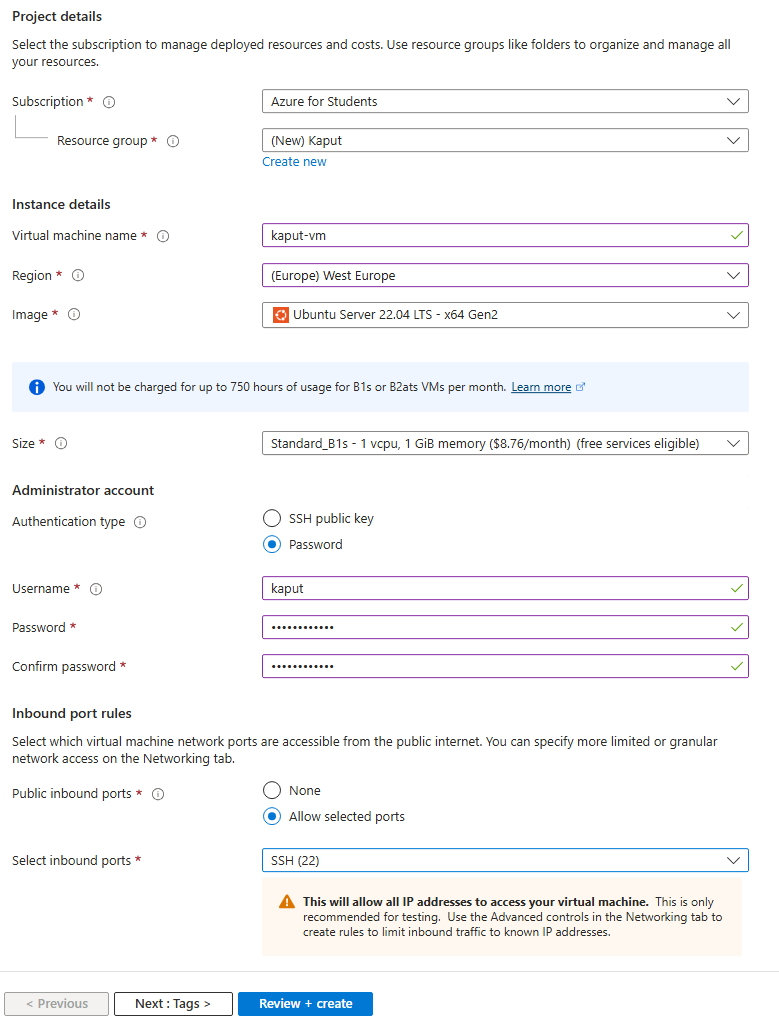 Project details
Select the subscription to manage deployed resources and costs. Use resource groups like folders to organize and manage all
your resources.
Subscription *
Azure for Students
Resource group *
(New) Kaput
Create new
Instance details
Virtual machine name *
kaput-vm
Region *
(Europe) West Europe
Image *
Ubuntu Server 22.04 LTS - x64 Gen2
You will not be charged for up to 750 hours of usage for B1s or B2ats VMs per month. Learn more
Size *
Standard_B1s - 1 vcpu, 1 GiB memory ($8.76/month) (free services eligible)
Administrator account
Authentication type
SSH public key
Password
Username *
kaput
Password *
••••••••••••
Confirm password *
••••••••••••
Inbound port rules
Select which virtual machine network ports are accessible from the public internet. You can specify more limited or granular
network access on the Networking tab.
Public inbound ports *
None
Allow selected ports
Select inbound ports *
SSH (22)
This will allow all IP addresses to access your virtual machine. This is only
recommended for testing. Use the Advanced controls in the Networking tab to
create rules to limit inbound traffic to known IP addresses.
< Previous
Next : Tags >
Review + create